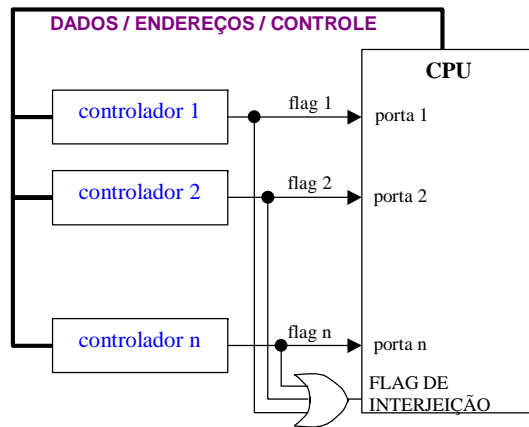 DADOS / ENDEREÇOS / CONTROLE
CPU
controlador 1
flag 1
porta 1
controlador 2
flag 2
porta 2
controlador n
flag n
porta n
FLAG DE
INTERJEIÇÃO